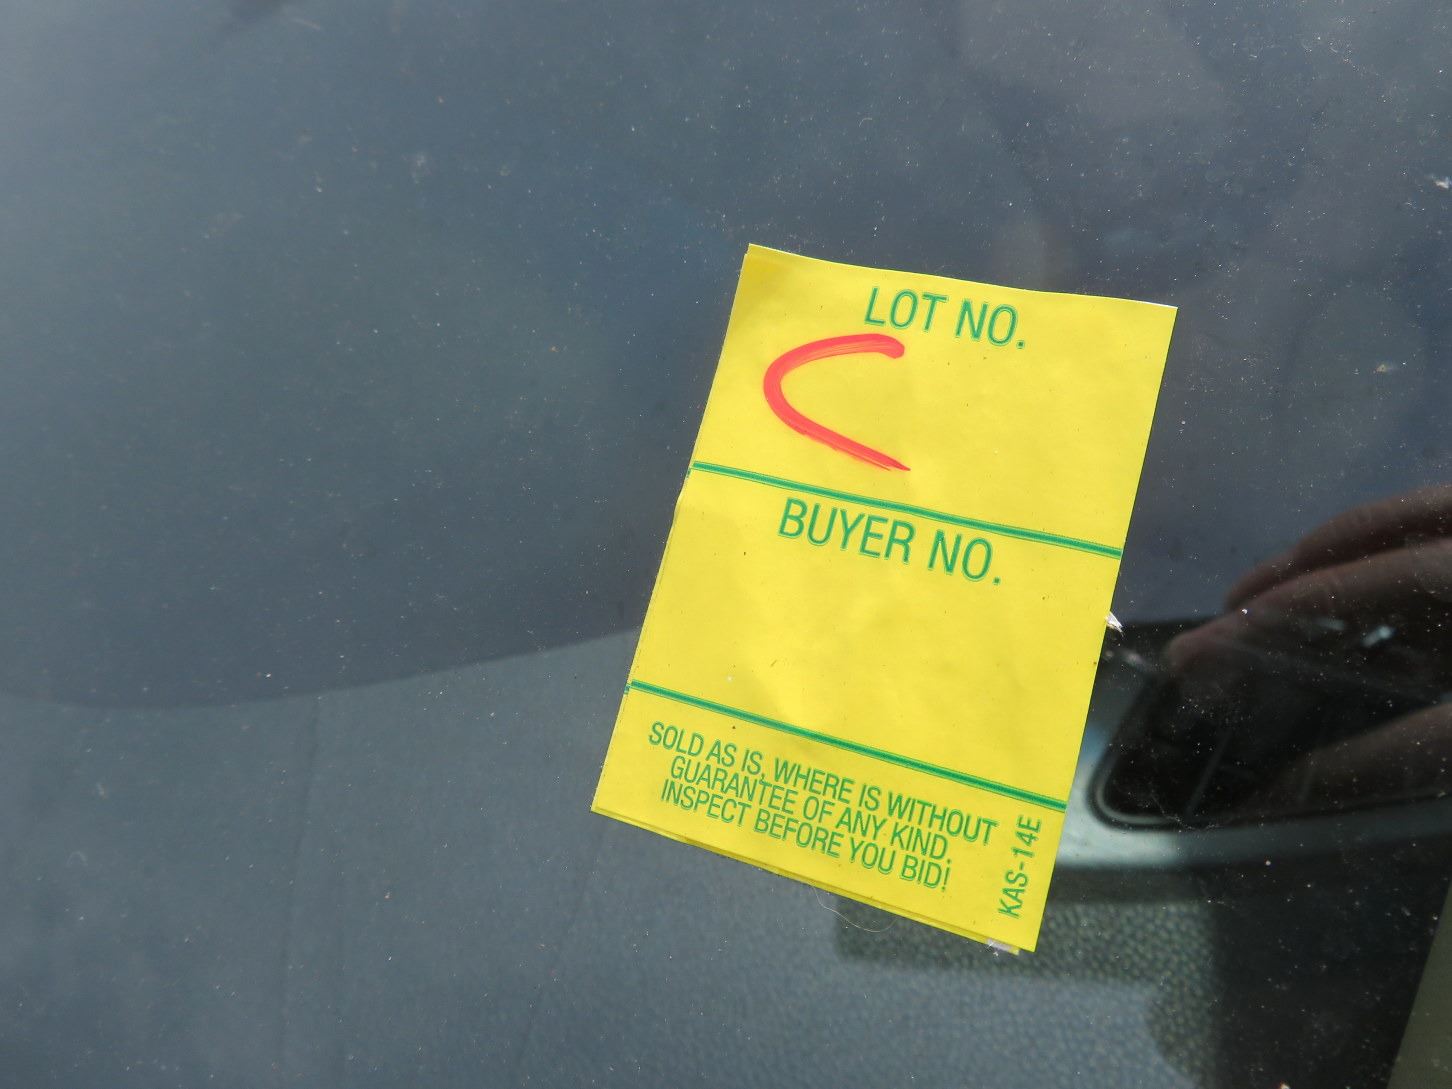 LOT NO.
C
BUYER NO.
SOLD AS IS, WHERE IS WITHOUT
GUARANTEE OF ANY KIND.
INSPECT BEFORE YOU BID!
KAS-14E